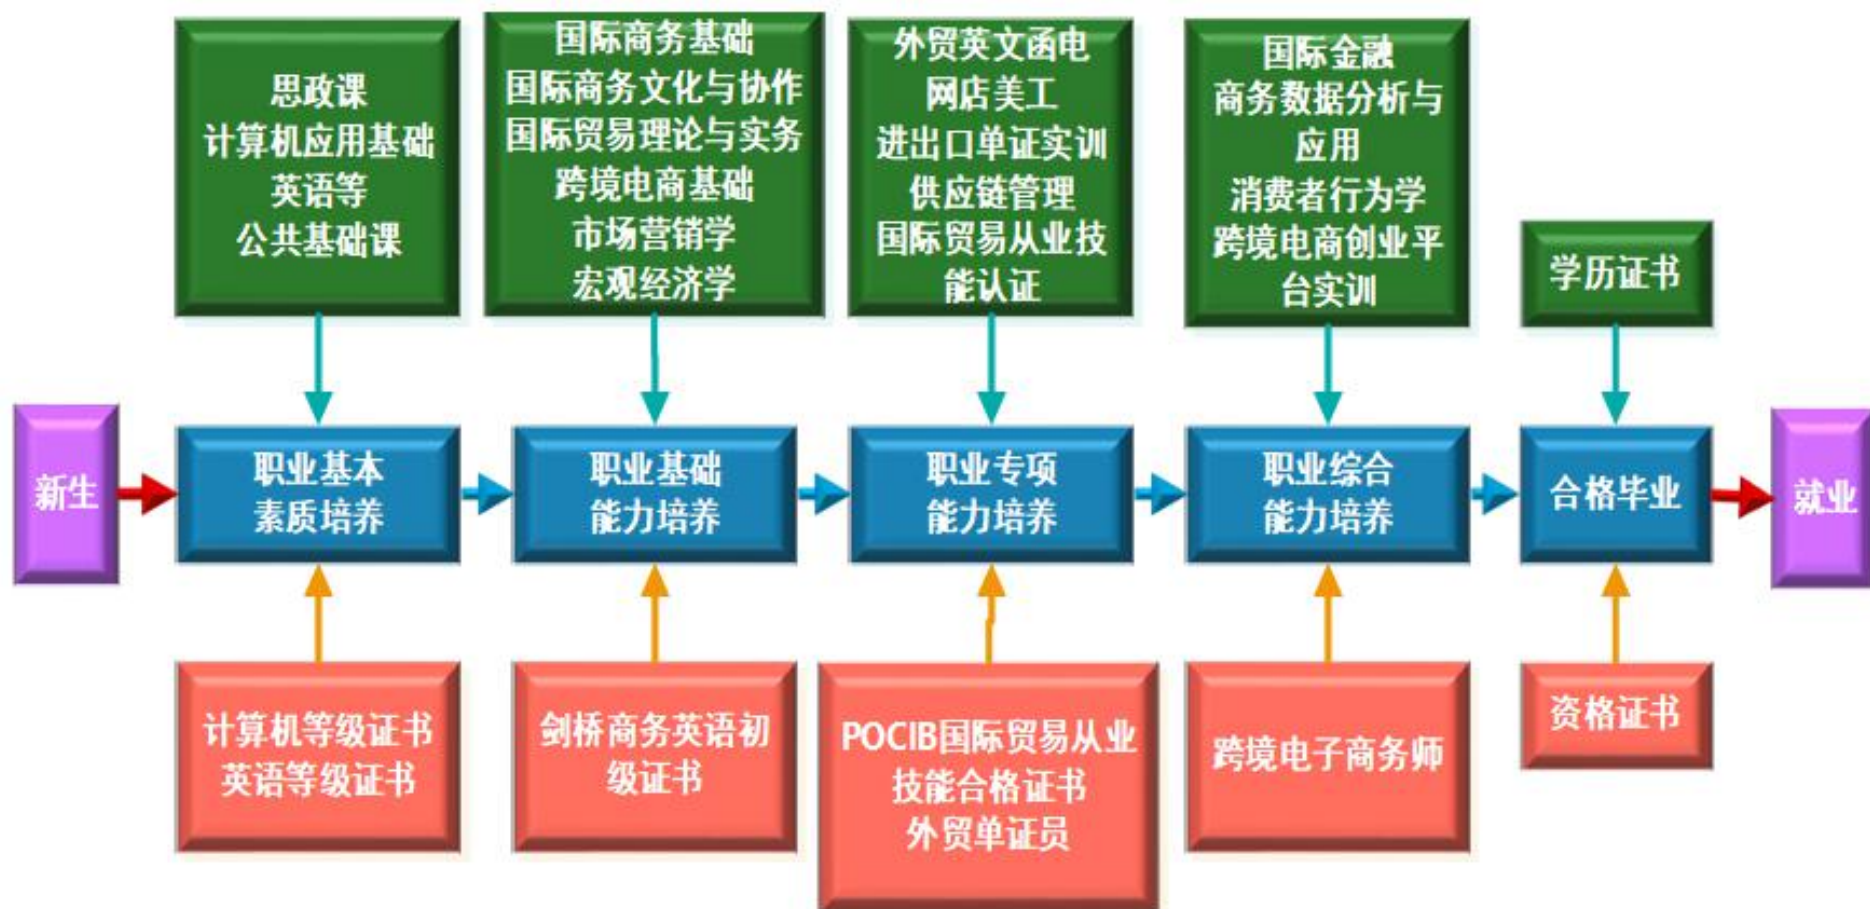 思政课
计算机应用基础
英语等
公共基础课
国际商务基础
国际商务文化与协作
国际贸易理论与实务
跨境电商基础
市场营销学
宏观经济学
外贸英文函电
网店美工
进出口单证实训
供应链管理
国际贸易从业技
能认证
国际金融
商务数据分析与
应用
消费者行为学
跨境电商创业平
台实训
学历证书
新生
职业基本
素质培养
职业基础
能力培养
职业专项
能力培养
职业综合
能力培养
合格毕业
就业
计算机等级证书
英语等级证书
剑桥商务英语初
级证书
POCIB国际贸易从业
技能合格证书
外贸单证员
跨境电子商务师
资格证书